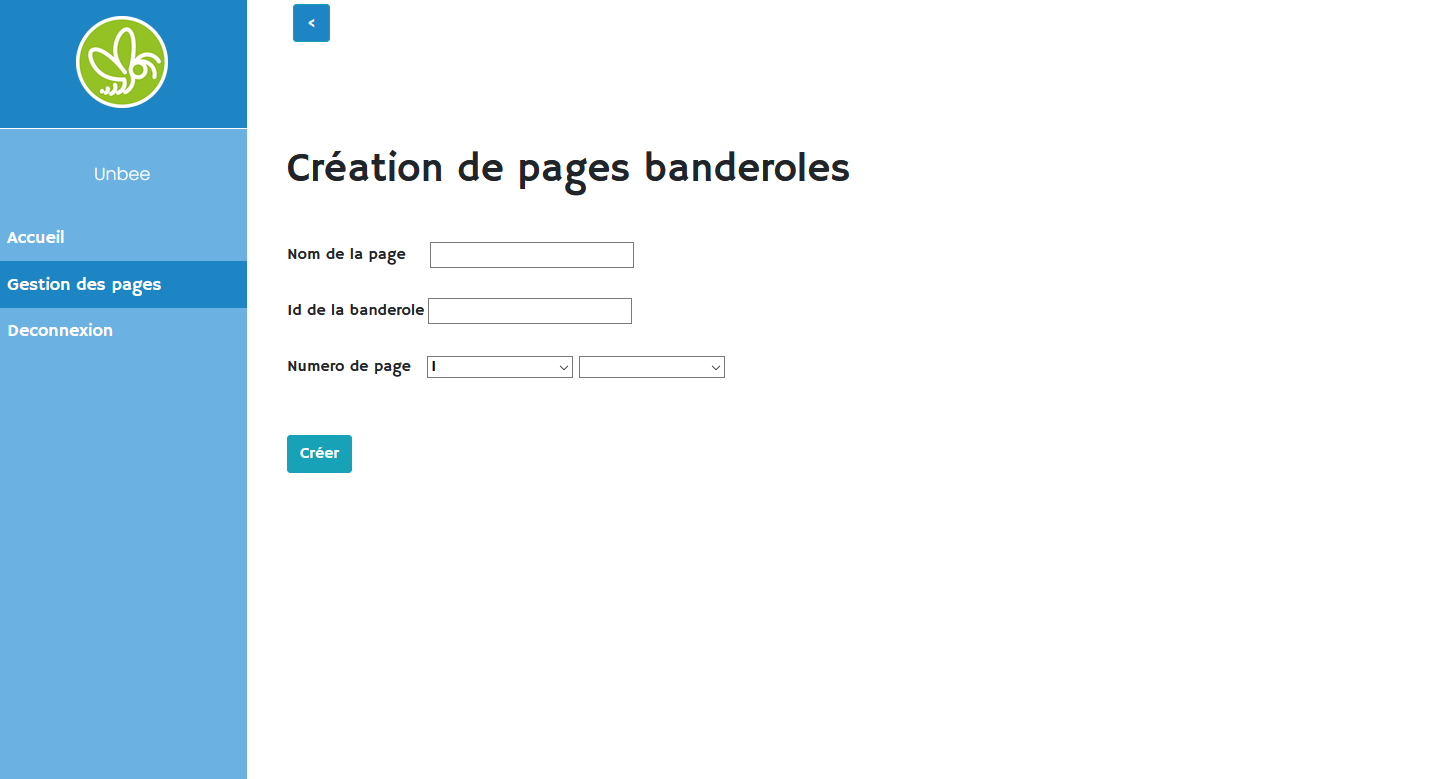 <
Unbee
Accueil
Gestion des pages
Deconnexion
Création de pages banderoles
Nom de la page
Id de la banderole
Numero de page 1
Créer